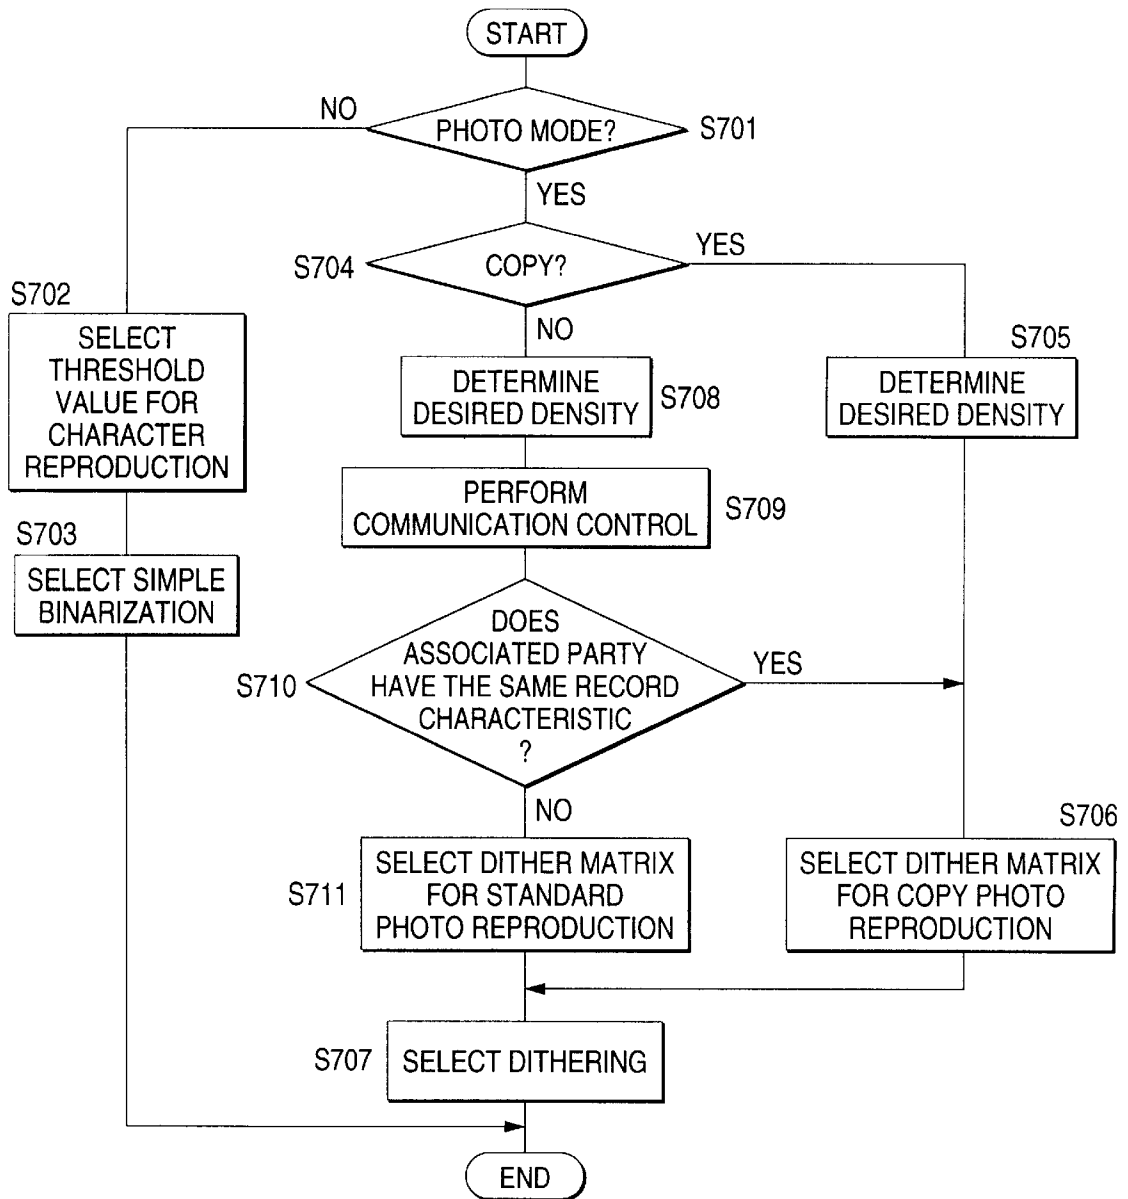 START
NO
PHOTO MODE?
S701
YES
S704
COPY?
YES
NO
S702
SELECT
THRESHOLD
VALUE FOR
CHARACTER
REPRODUCTION
DETERMINE
DESIRED DENSITY
S708
S705
DETERMINE
DESIRED DENSITY
PERFORM
COMMUNICATION CONTROL
S709
S703
SELECT SIMPLE
BINARIZATION
S710
DOES
ASSOCIATED PARTY
HAVE THE SAME RECORD
CHARACTERISTIC
?
YES
NO
S711
SELECT DITHER MATRIX
FOR STANDARD
PHOTO REPRODUCTION
S706
SELECT DITHER MATRIX
FOR COPY PHOTO
REPRODUCTION
S707
SELECT DITHERING
END